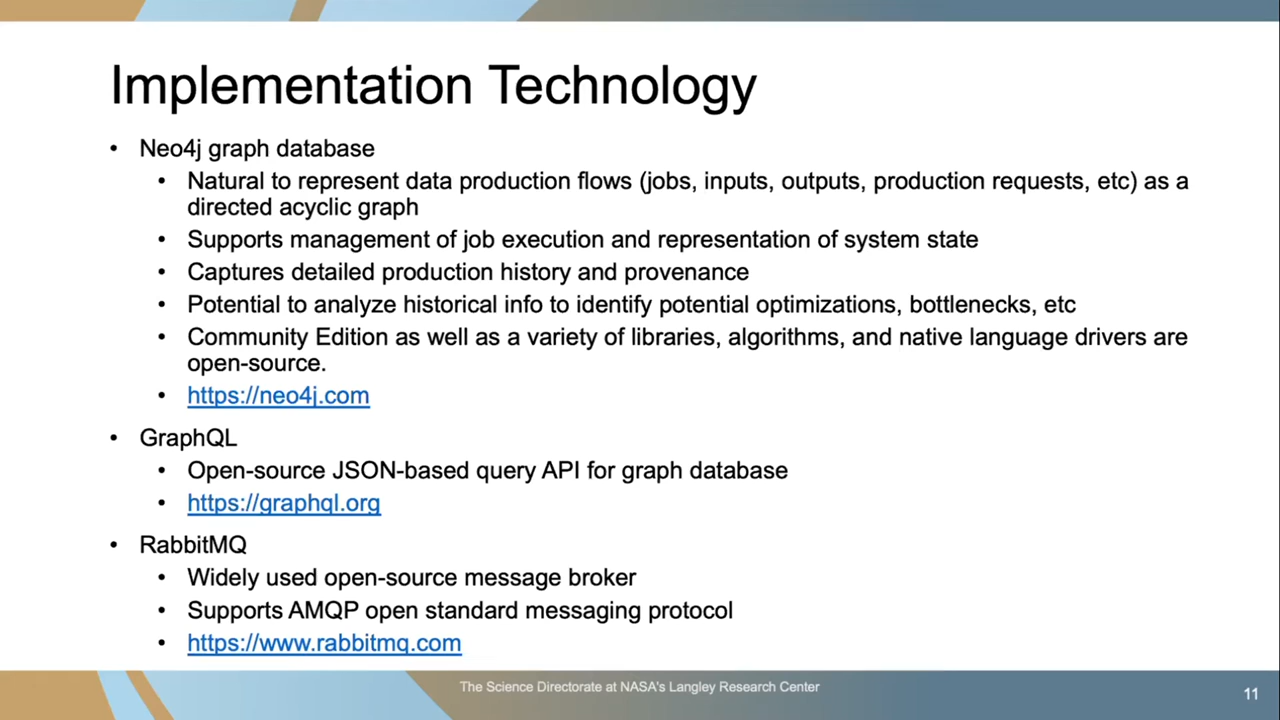 Implementation Technology
• Neo4j graph database
• Natural to represent data production flows (jobs, inputs, outputs, production requests, etc) as a
directed acyclic graph
• Supports management of job execution and representation of system state
• Captures detailed production history and provenance
• Potential to analyze historical info to identify potential optimizations, bottlenecks, etc
• Community Edition as well as a variety of libraries, algorithms, and native language drivers are
open-source.
• https://neo4j.com
• GraphQL
• Open-source JSON-based query API for graph database
• https://graphql.org
• RabbitMQ
• Widely used open-source message broker
• Supports AMQP open standard messaging protocol
• https://www.rabbitmq.com
The Science Directorate at NASA's Langley Research Center
11